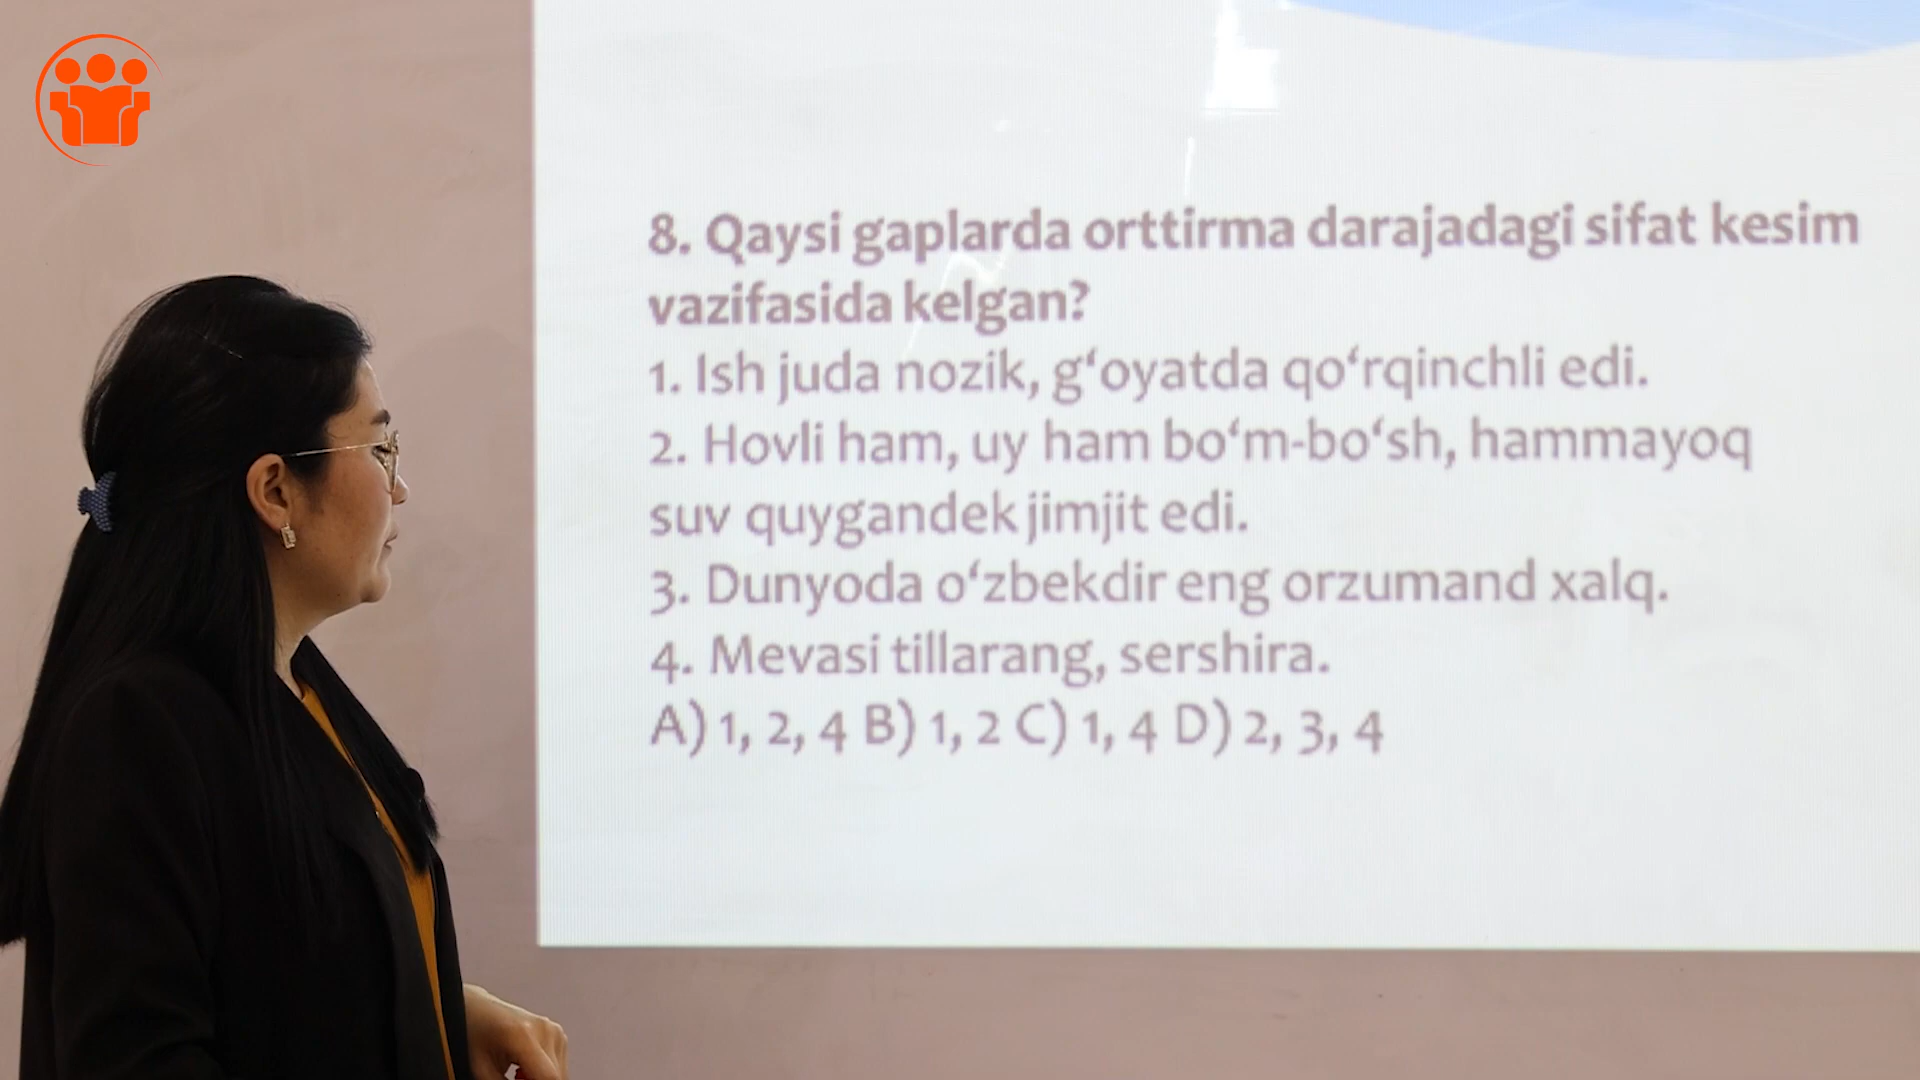 8. Qaysi gaplarda orttirma darajadagi sifat kesim
vazifasida kelgan?
1. Ish juda nozik, g‘oyatda qo‘rqinchli edi.
2. Hovli ham, uy ham bo‘m-bo‘sh, hammayoq
suv quygandek jimjit edi.
3. Dunyoda o‘zbekdir eng orzumand xalq.
4. Mevasi tillarang, sershira.
A) 1, 2, 4 B) 1, 2 C) 1, 4 D) 2, 3, 4